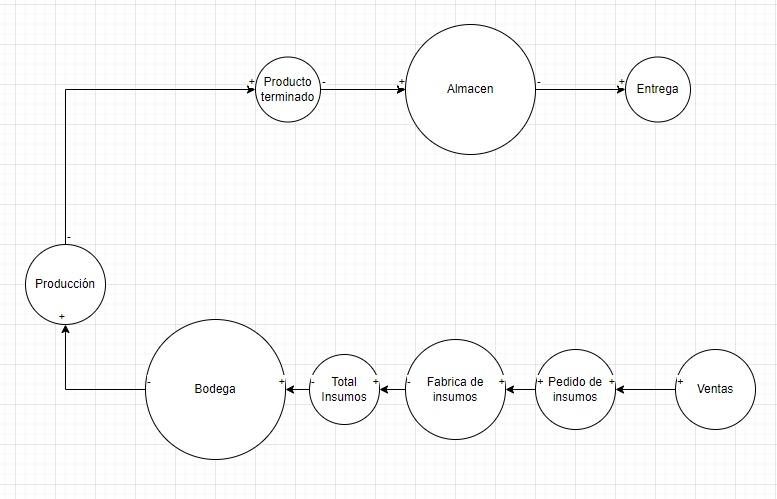 Producto
terminado
+
-
Almacen
+
-
Entrega
+
Producción
-
+
Bodega
-
+
Total
Insumos
-
+
Fabrica de
insumos
-
+
Pedido de
insumos
+
+
Ventas
+